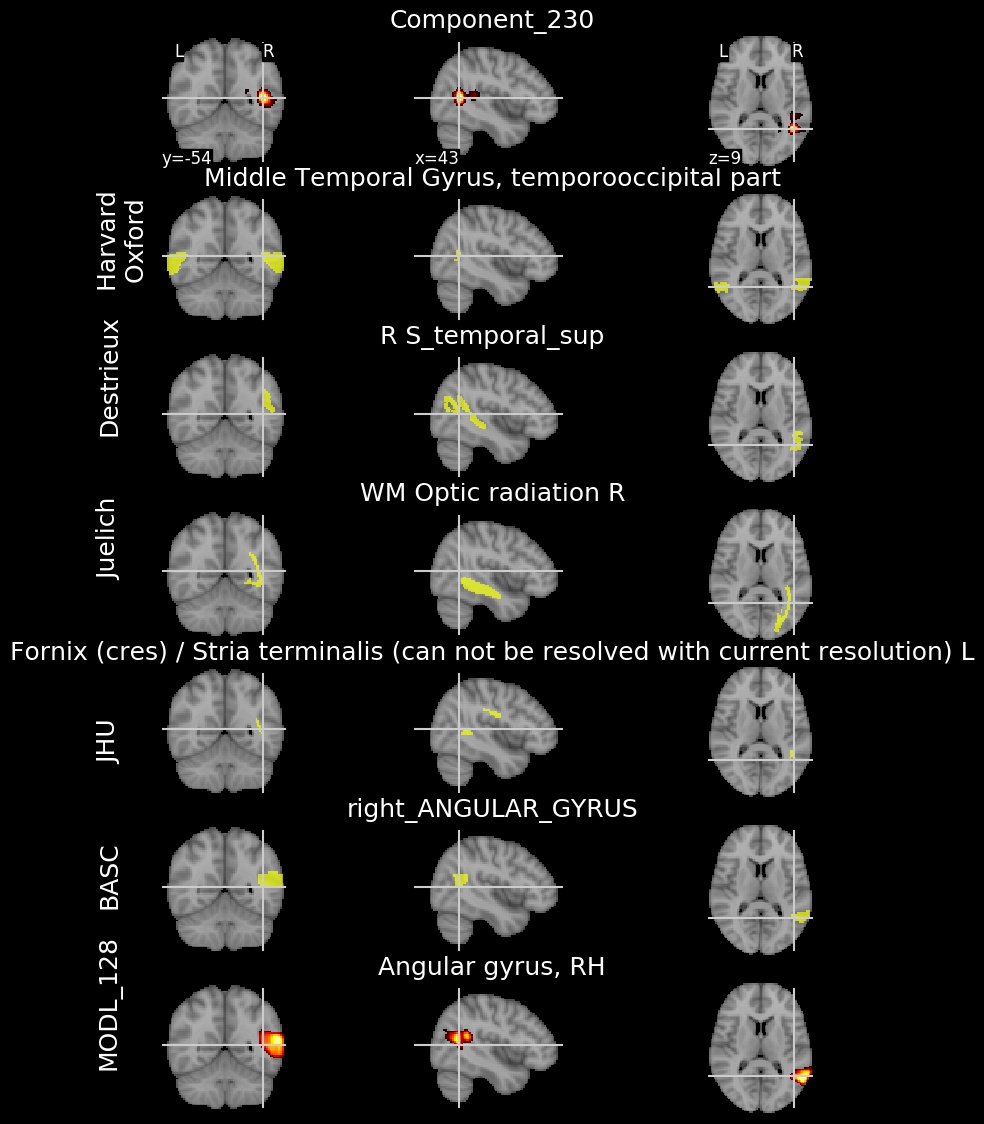 Component_230
L R
L R
y=-54
x=43
z=9
Middle Temporal Gyrus, temporooccipital part
Harvard
Oxford
R S_temporal_sup
Destrieux
WM Optic radiation R
Juelich
Fornix (cres) / Stria terminalis (can not be resolved with current resolution) L
JHU
right_ANGULAR_GYRUS
BASC
Angular gyrus, RH
MODL_128